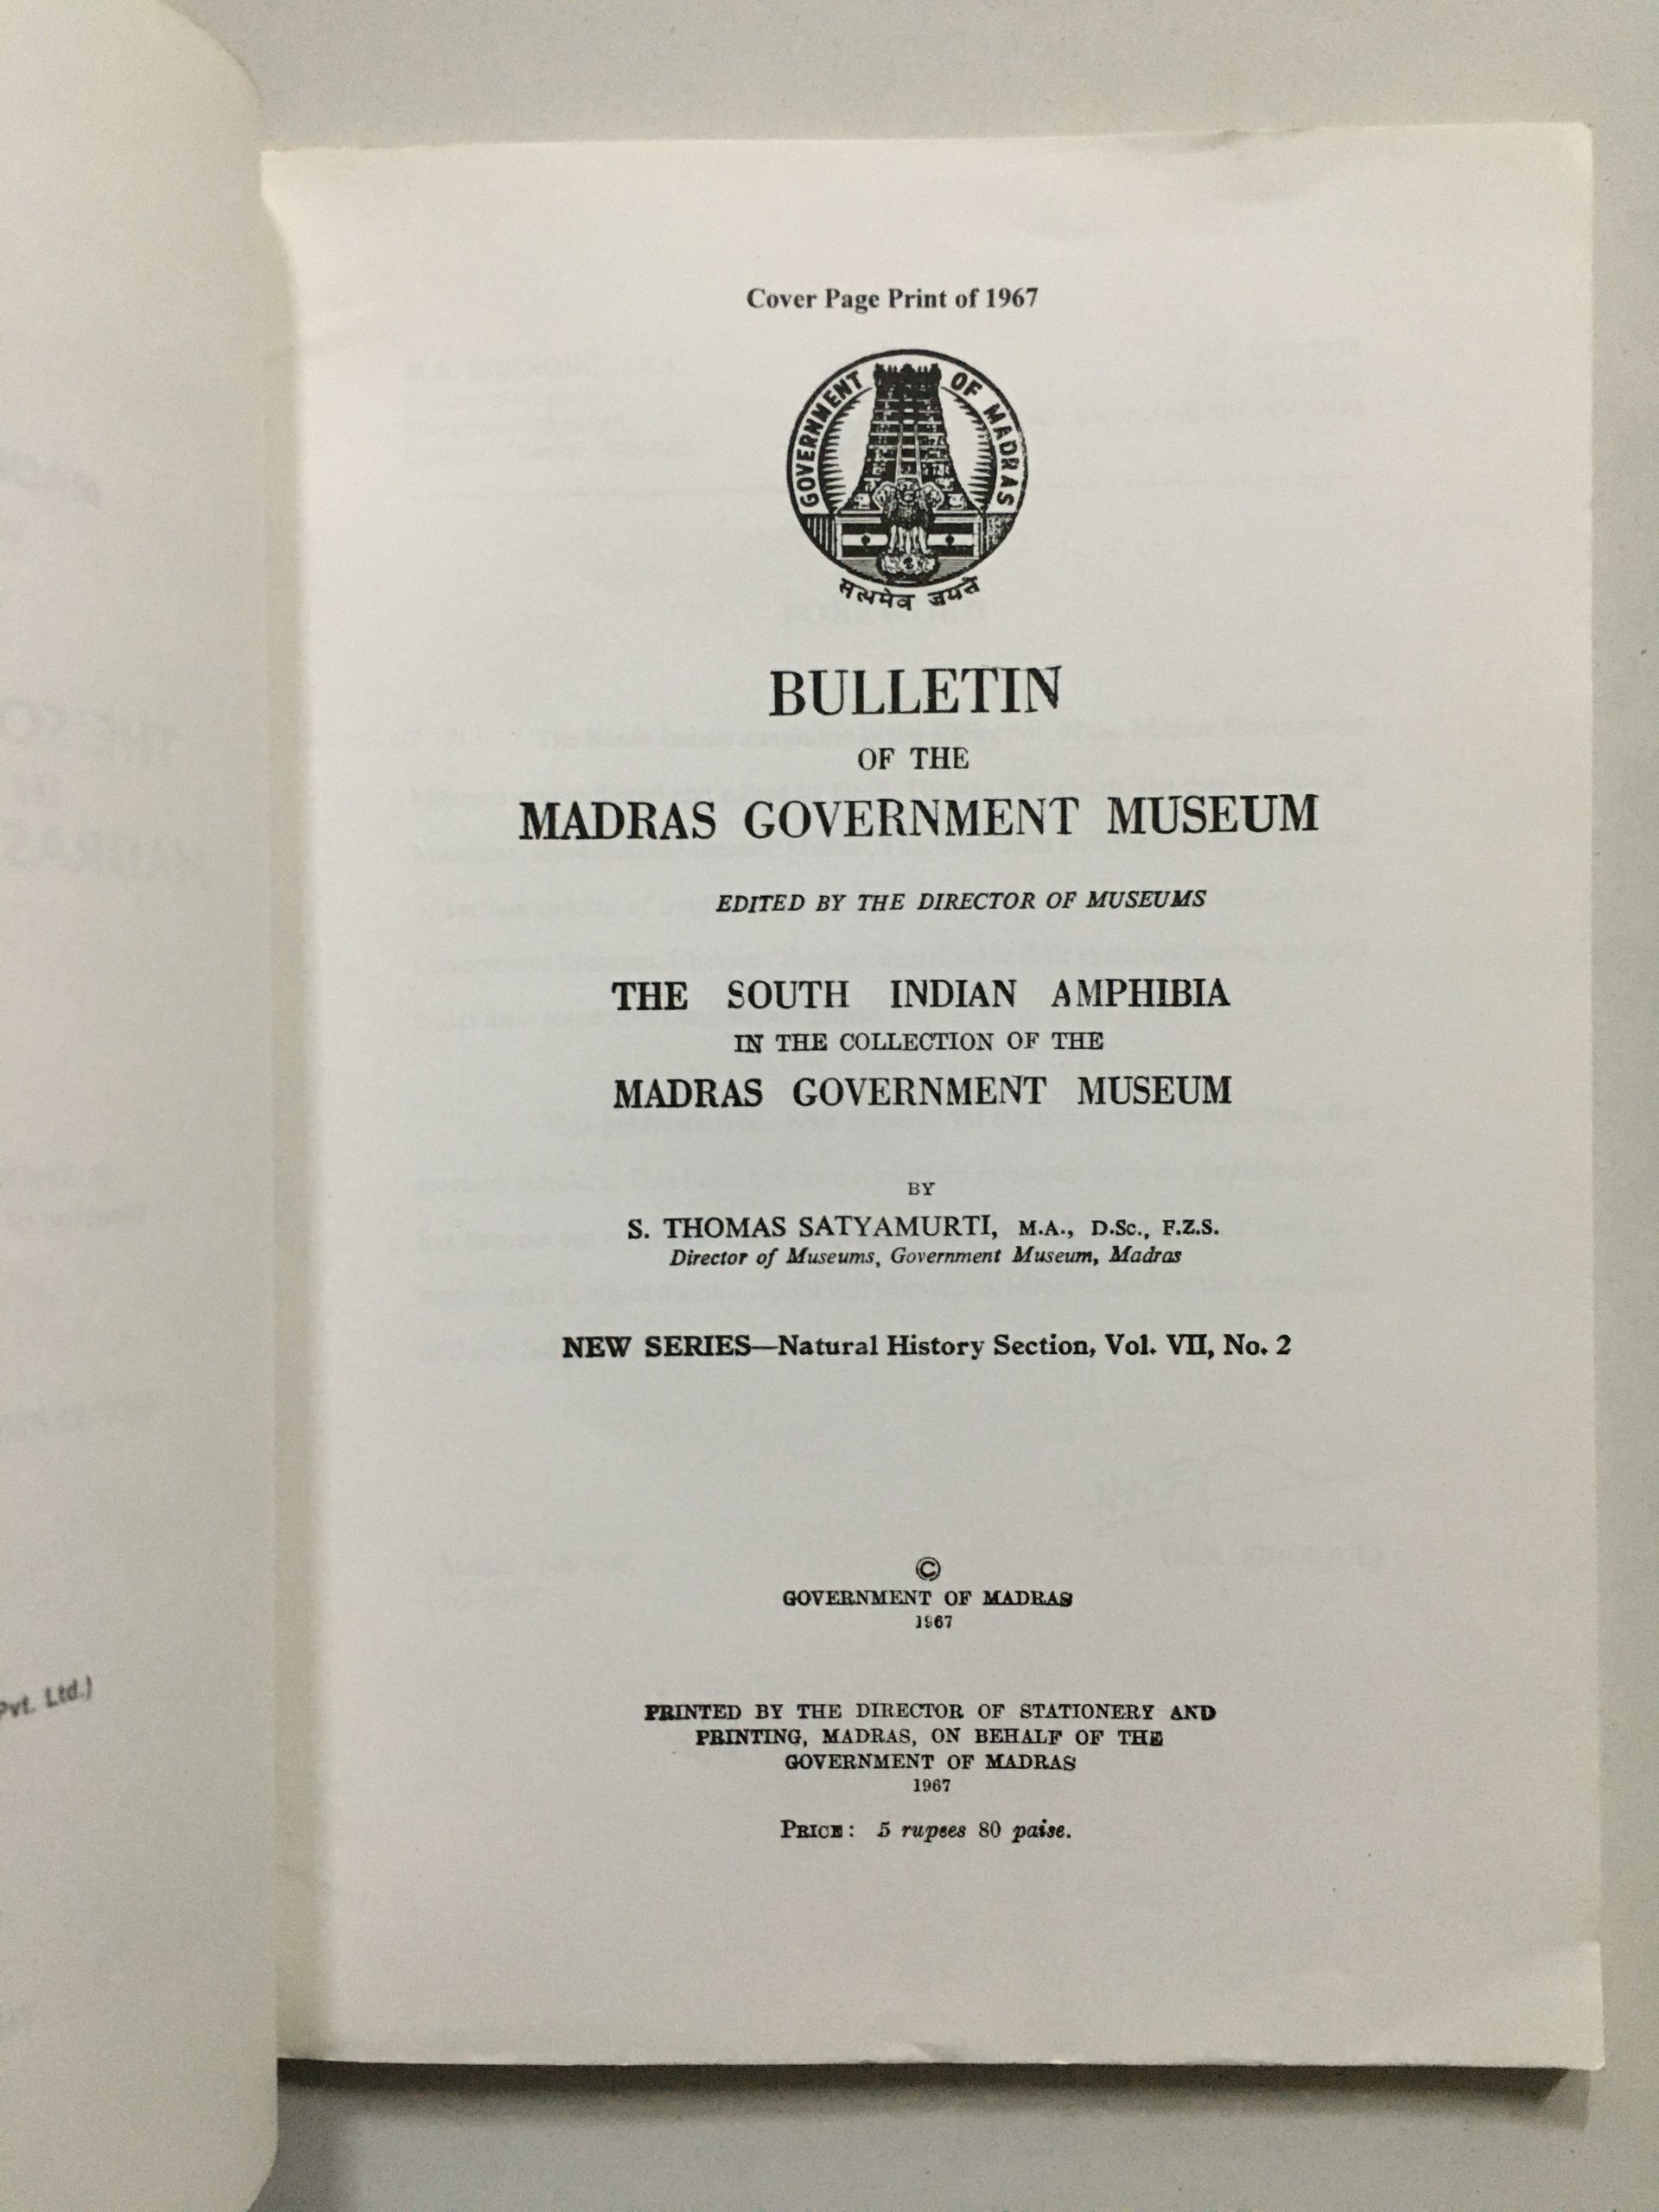 Cover Page Print of 1967
GOVERNMENT OF MADRAS
सत्यमेव जयते
BULLETIN
OF THE
MADRAS GOVERNMENT MUSEUM
EDITED BY THE DIRECTOR OF MUSEUMS
THE SOUTH INDIAN AMPHIBIA
IN THE COLLECTION OF THE
MADRAS GOVERNMENT MUSEUM
BY
S. THOMAS SATYAMURTI, M.A., D.Sc., F.Z.S.
Director of Museums, Government Museum, Madras
NEW SERIES—Natural History Section, Vol. VII, No. 2
©
GOVERNMENT OF MADRAS
1967
PRINTED BY THE DIRECTOR OF STATIONERY AND
PRINTING, MADRAS, ON BEHALF OF THE
GOVERNMENT OF MADRAS
1967
PRICE: 5 rupees 80 paise.
Pvt. Ltd.)